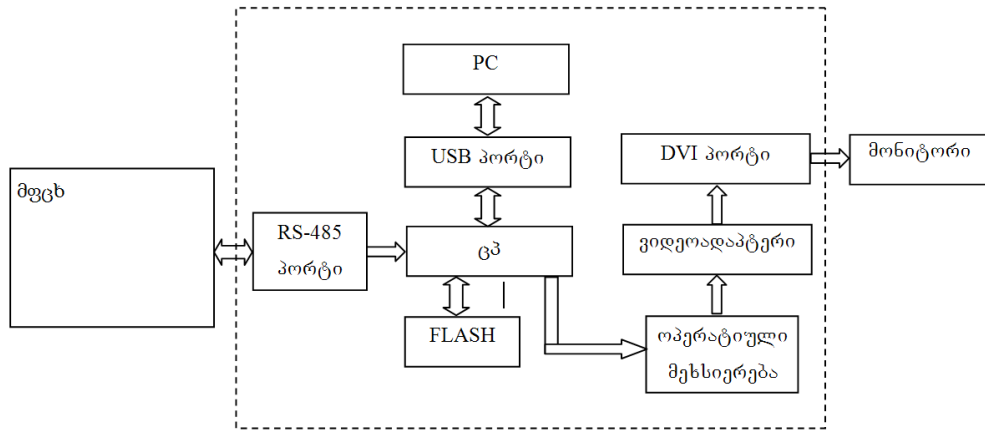 PC
USB პორტი
DVI პორტი
მონიტორი
მფცხ
RS-485
პორტი
ცპ
ვიდეოადაპტერი
FLASH
ოპერატიული
მეხსიერება